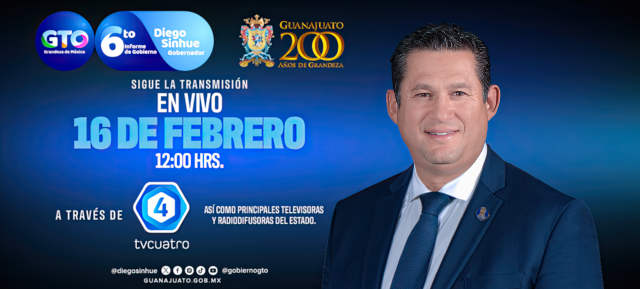 GTO
Grandeza de México
6to
Informe
de Gobierno
Diego
Sinhue
Gobernador
GUANAJUATO
200
AÑOS DE GRANDEZA
SIGUE LA TRANSMISIÓN
EN VIVO
16 DE FEBRERO
12:00 HRS.
A TRAVÉS DE
4
tvcuatro
ASÍ COMO PRINCIPALES TELEVISORAS
Y RADIODIFUSORAS DEL ESTADO.
@diegosinhue @gobiernogto
GUANAJUATO.GOB.MX